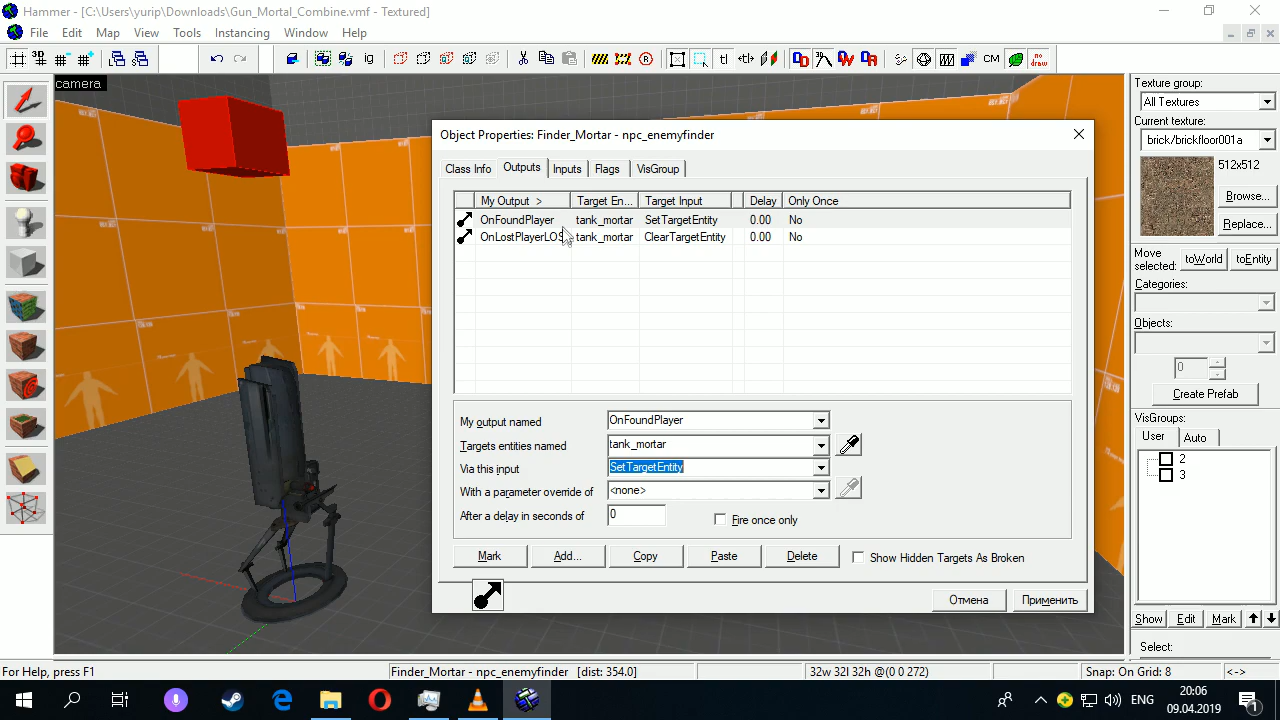 Hammer - [C:\Users\yurip\Downloads\Gun_Mortal_Combine.vmf - Textured]
File Edit Map View Tools Instancing Window Help
camera
Object Properties: Finder_Mortar - npc_enemyfinder
Class Info Outputs Inputs Flags VisGroup
My Output > Target En... Target Input Delay Only Once
OnFoundPlayer tank_mortar SetTargetEntity 0.00 No
OnLostPlayerLOS tank_mortar ClearTargetEntity 0.00 No
My output named OnFoundPlayer
Targets entities named tank_mortar
Via this input SetTargetEntity
With a parameter override of <none>
After a delay in seconds of 0 Fire once only
Mark Add... Copy Paste Delete Show Hidden Targets As Broken
Отмена Применить
Texture group:
All Textures
Current texture:
brick/brickfloor001a
512x512
Browse...
Replace...
Move selected: toWorld toEntity
Categories:
Objects:
0
Create Prefab
VisGroups:
User Auto
2
3
Show Edit Mark
Select:
For Help, press F1 Finder_Mortar - npc_enemyfinder [dist: 354.0] 32w 32l 32h @(0 0 272) Snap: On Grid: 8 <->
ENG 20:06 09.04.2019 1